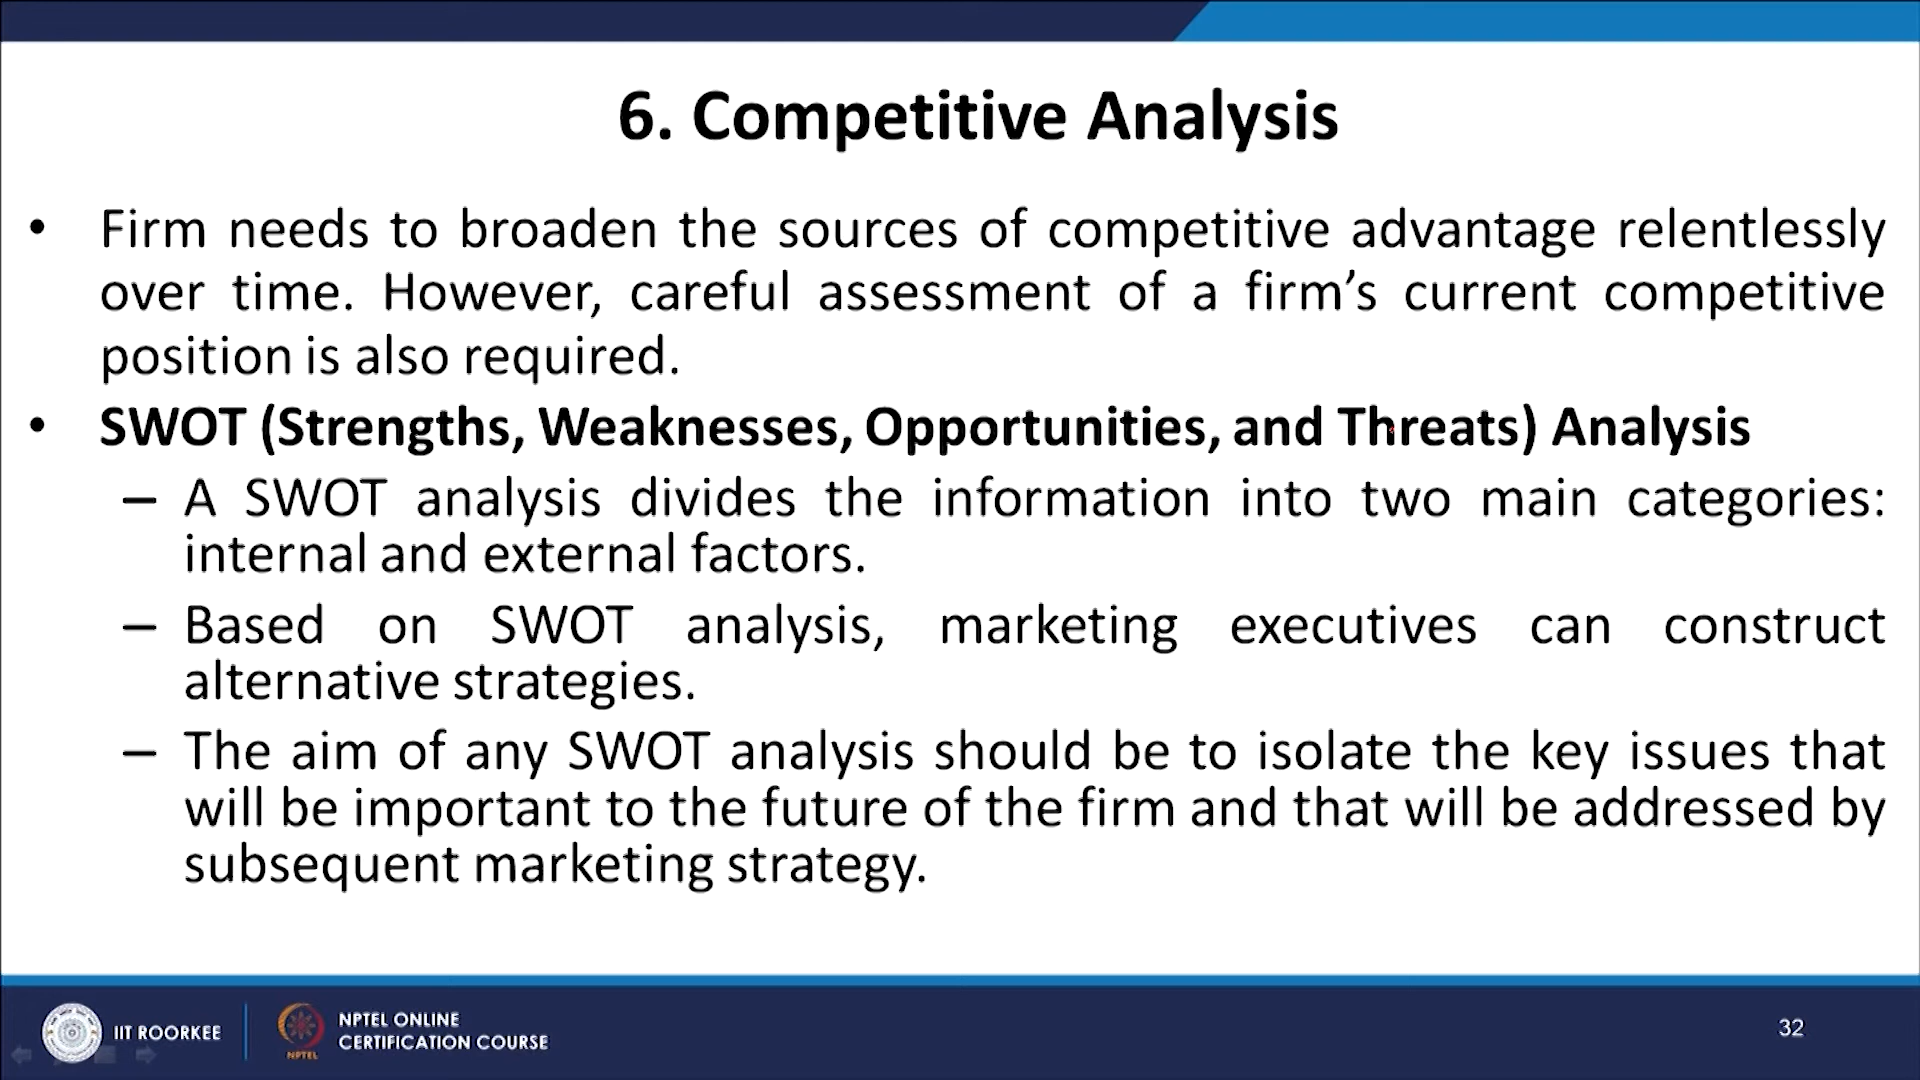 6. Competitive Analysis
• Firm needs to broaden the sources of competitive advantage relentlessly
over time. However, careful assessment of a firm’s current competitive
position is also required.
• SWOT (Strengths, Weaknesses, Opportunities, and Threats) Analysis
– A SWOT analysis divides the information into two main categories:
internal and external factors.
– Based on SWOT analysis, marketing executives can construct
alternative strategies.
– The aim of any SWOT analysis should be to isolate the key issues that
will be important to the future of the firm and that will be addressed by
subsequent marketing strategy.
IIT ROORKEE
NPTEL
NPTEL ONLINE
CERTIFICATION COURSE
32